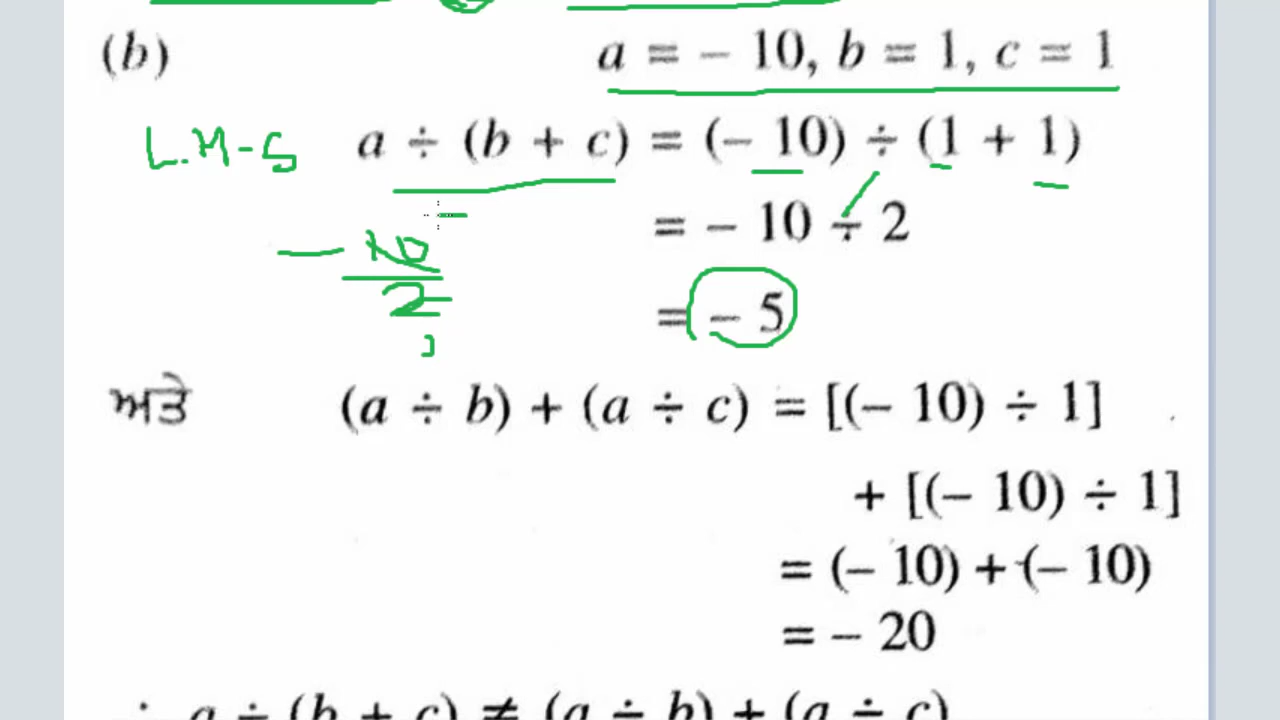 (b) a = – 10, b = 1, c = 1
L.M-S a ÷ (b + c) = (– 10) ÷ (1 + 1)
= – 10 ÷ 2
– 10
2
= – 5
ਅਤੇ (a ÷ b) + (a ÷ c) = [(– 10) ÷ 1]
+ [(– 10) ÷ 1]
= (– 10) + (– 10)
= – 20
∴ a ÷ (b + c) ≠ (a ÷ b) + (a ÷ c)